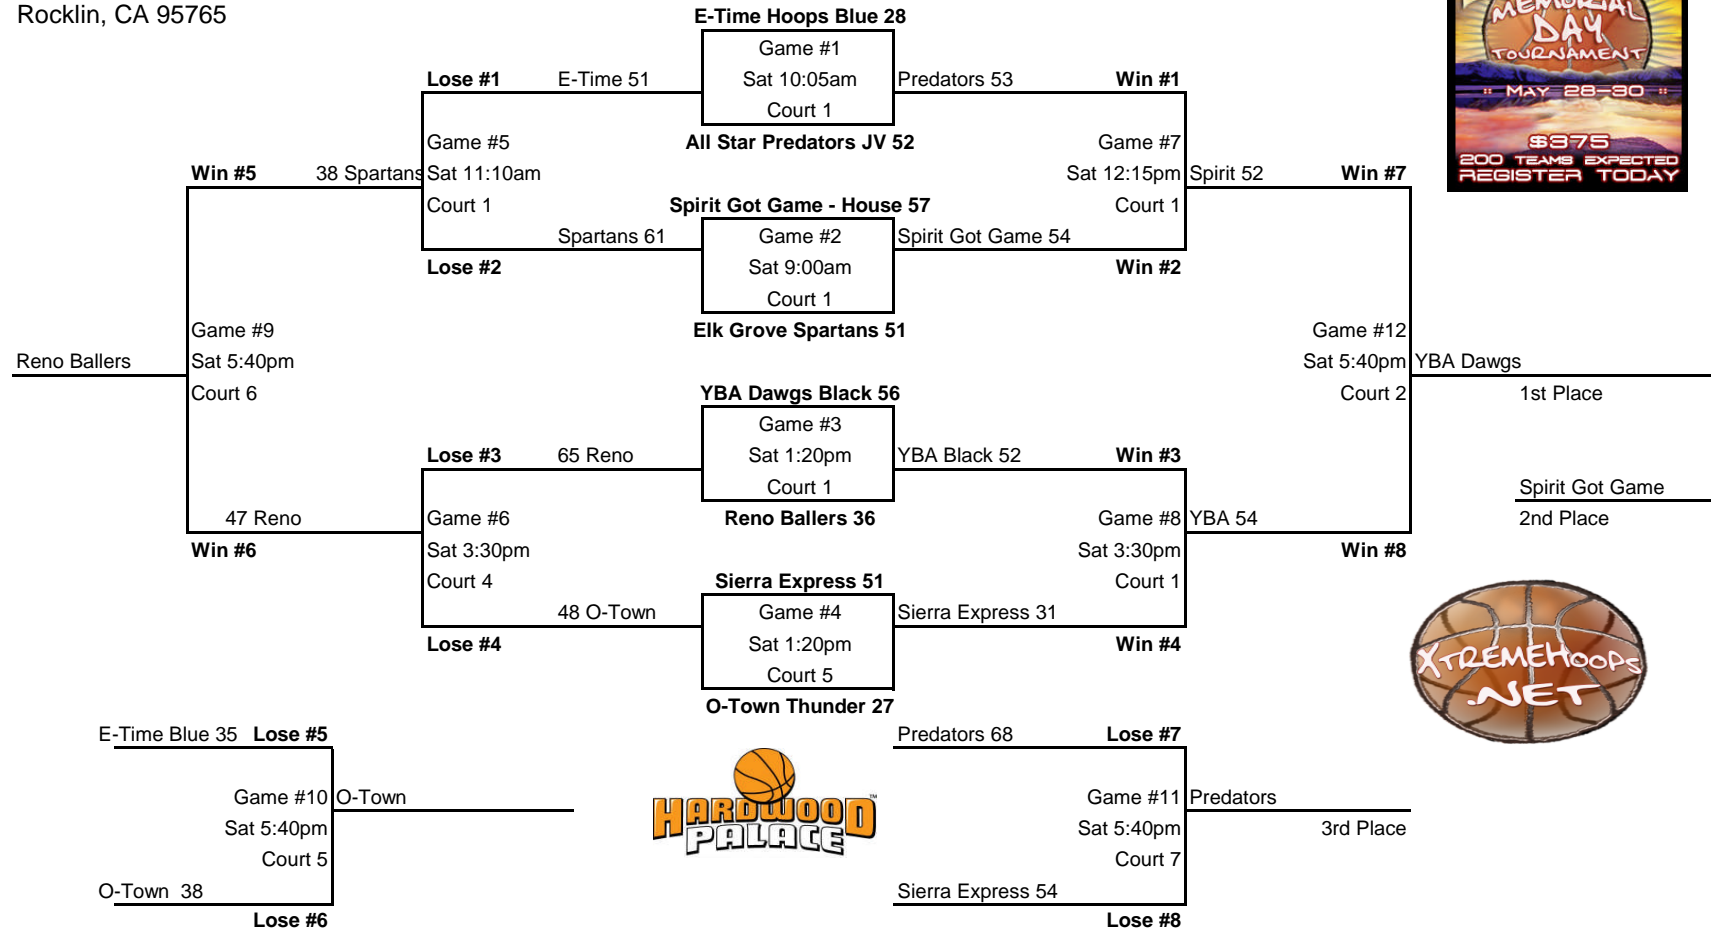 Rocklin, CA 95765
E-Time Hoops Blue 28
Game #1
Lose #1 E-Time 51 Sat 10:05am Predators 53 Win #1
Court 1
Game #5 All Star Predators JV 52 Game #7
Win #5 38 Spartans Sat 11:10am Sat 12:15pm Spirit 52 Win #7
Court 1 Spirit Got Game - House 57 Court 1
Spartans 61 Game #2 Spirit Got Game 54
Lose #2 Sat 9:00am Win #2
Court 1
Game #9 Elk Grove Spartans 51 Game #12
Reno Ballers Sat 5:40pm Sat 5:40pm YBA Dawgs
Court 6 YBA Dawgs Black 56 Court 2 1st Place
Game #3
Lose #3 65 Reno Sat 1:20pm YBA Black 52 Win #3
Court 1 Spirit Got Game
47 Reno Game #6 Reno Ballers 36 Game #8 YBA 54 2nd Place
Win #6 Sat 3:30pm Sat 3:30pm Win #8
Court 4 Sierra Express 51 Court 1
48 O-Town Game #4 Sierra Express 31
Lose #4 Sat 1:20pm Win #4
Court 5
O-Town Thunder 27
E-Time Blue 35 Lose #5 Predators 68 Lose #7
Game #10 O-Town Game #11 Predators
Sat 5:40pm Sat 5:40pm 3rd Place
Court 5 Court 7
O-Town 38 Sierra Express 54
Lose #6 Lose #8
MEMORIAL
DAY
TOURNAMENT
:: MAY 28-30 ::
$375
200 TEAMS EXPECTED
REGISTER TODAY
XTREMEHOOPS
.NET
HARDWOOD™
PALACE